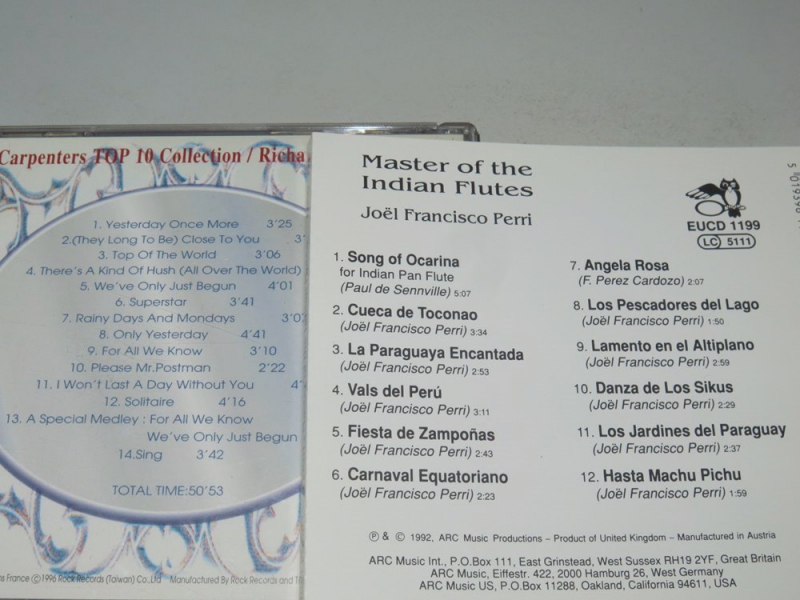 Carpenters TOP 10 Collection / Richa
1. Yesterday Once More 3'25
2.(They Long To Be) Close To You 3'
3. Top Of The World 3'06
4. There's A Kind Of Hush (All Over The World)
5. We've Only Just Begun 4'01
6. Superstar 3'41
7. Rainy Days And Mondays 3'
8. Only Yesterday 4'41
9. For All We Know 3'10
10. Please Mr.Postman 2'22
11. I Won't Last A Day Without You 4'
12. Solitaire 4'16
13. A Special Medley : For All We Know
We've Only Just Begun
14.Sing 3'42
TOTAL TIME:50'53
France ©1996 Rock Records (Taiwan) Co.,Ltd Manufactured By Rock Records and
Master of the
Indian Flutes
Joël Francisco Perri
EUCD 1199
LC 5111
1. Song of Ocarina
for Indian Pan Flute
(Paul de Sennville) 5:07
2. Cueca de Toconao
(Joël Francisco Perri) 3:34
3. La Paraguaya Encantada
(Joël Francisco Perri) 2:53
4. Vals del Perú
(Joël Francisco Perri) 3:11
5. Fiesta de Zampoñas
(Joël Francisco Perri) 2:43
6. Carnaval Equatoriano
(Joël Francisco Perri) 2:23
7. Angela Rosa
(F. Perez Cardozo) 2:07
8. Los Pescadores del Lago
(Joël Francisco Perri) 1:50
9. Lamento en el Altiplano
(Joël Francisco Perri) 2:59
10. Danza de Los Sikus
(Joël Francisco Perri) 2:29
11. Los Jardines del Paraguay
(Joël Francisco Perri) 2:37
12. Hasta Machu Pichu
(Joël Francisco Perri) 1:59
℗ & © 1992, ARC Music Productions – Product of United Kingdom – Manufactured in Austria
ARC Music Int., P.O.Box 111, East Grinstead, West Sussex RH19 2YF, Great Britain
ARC Music, Eiffestr. 422, 2000 Hamburg 26, West Germany
ARC Music US, P.O.Box 11288, Oakland, California 94611, USA